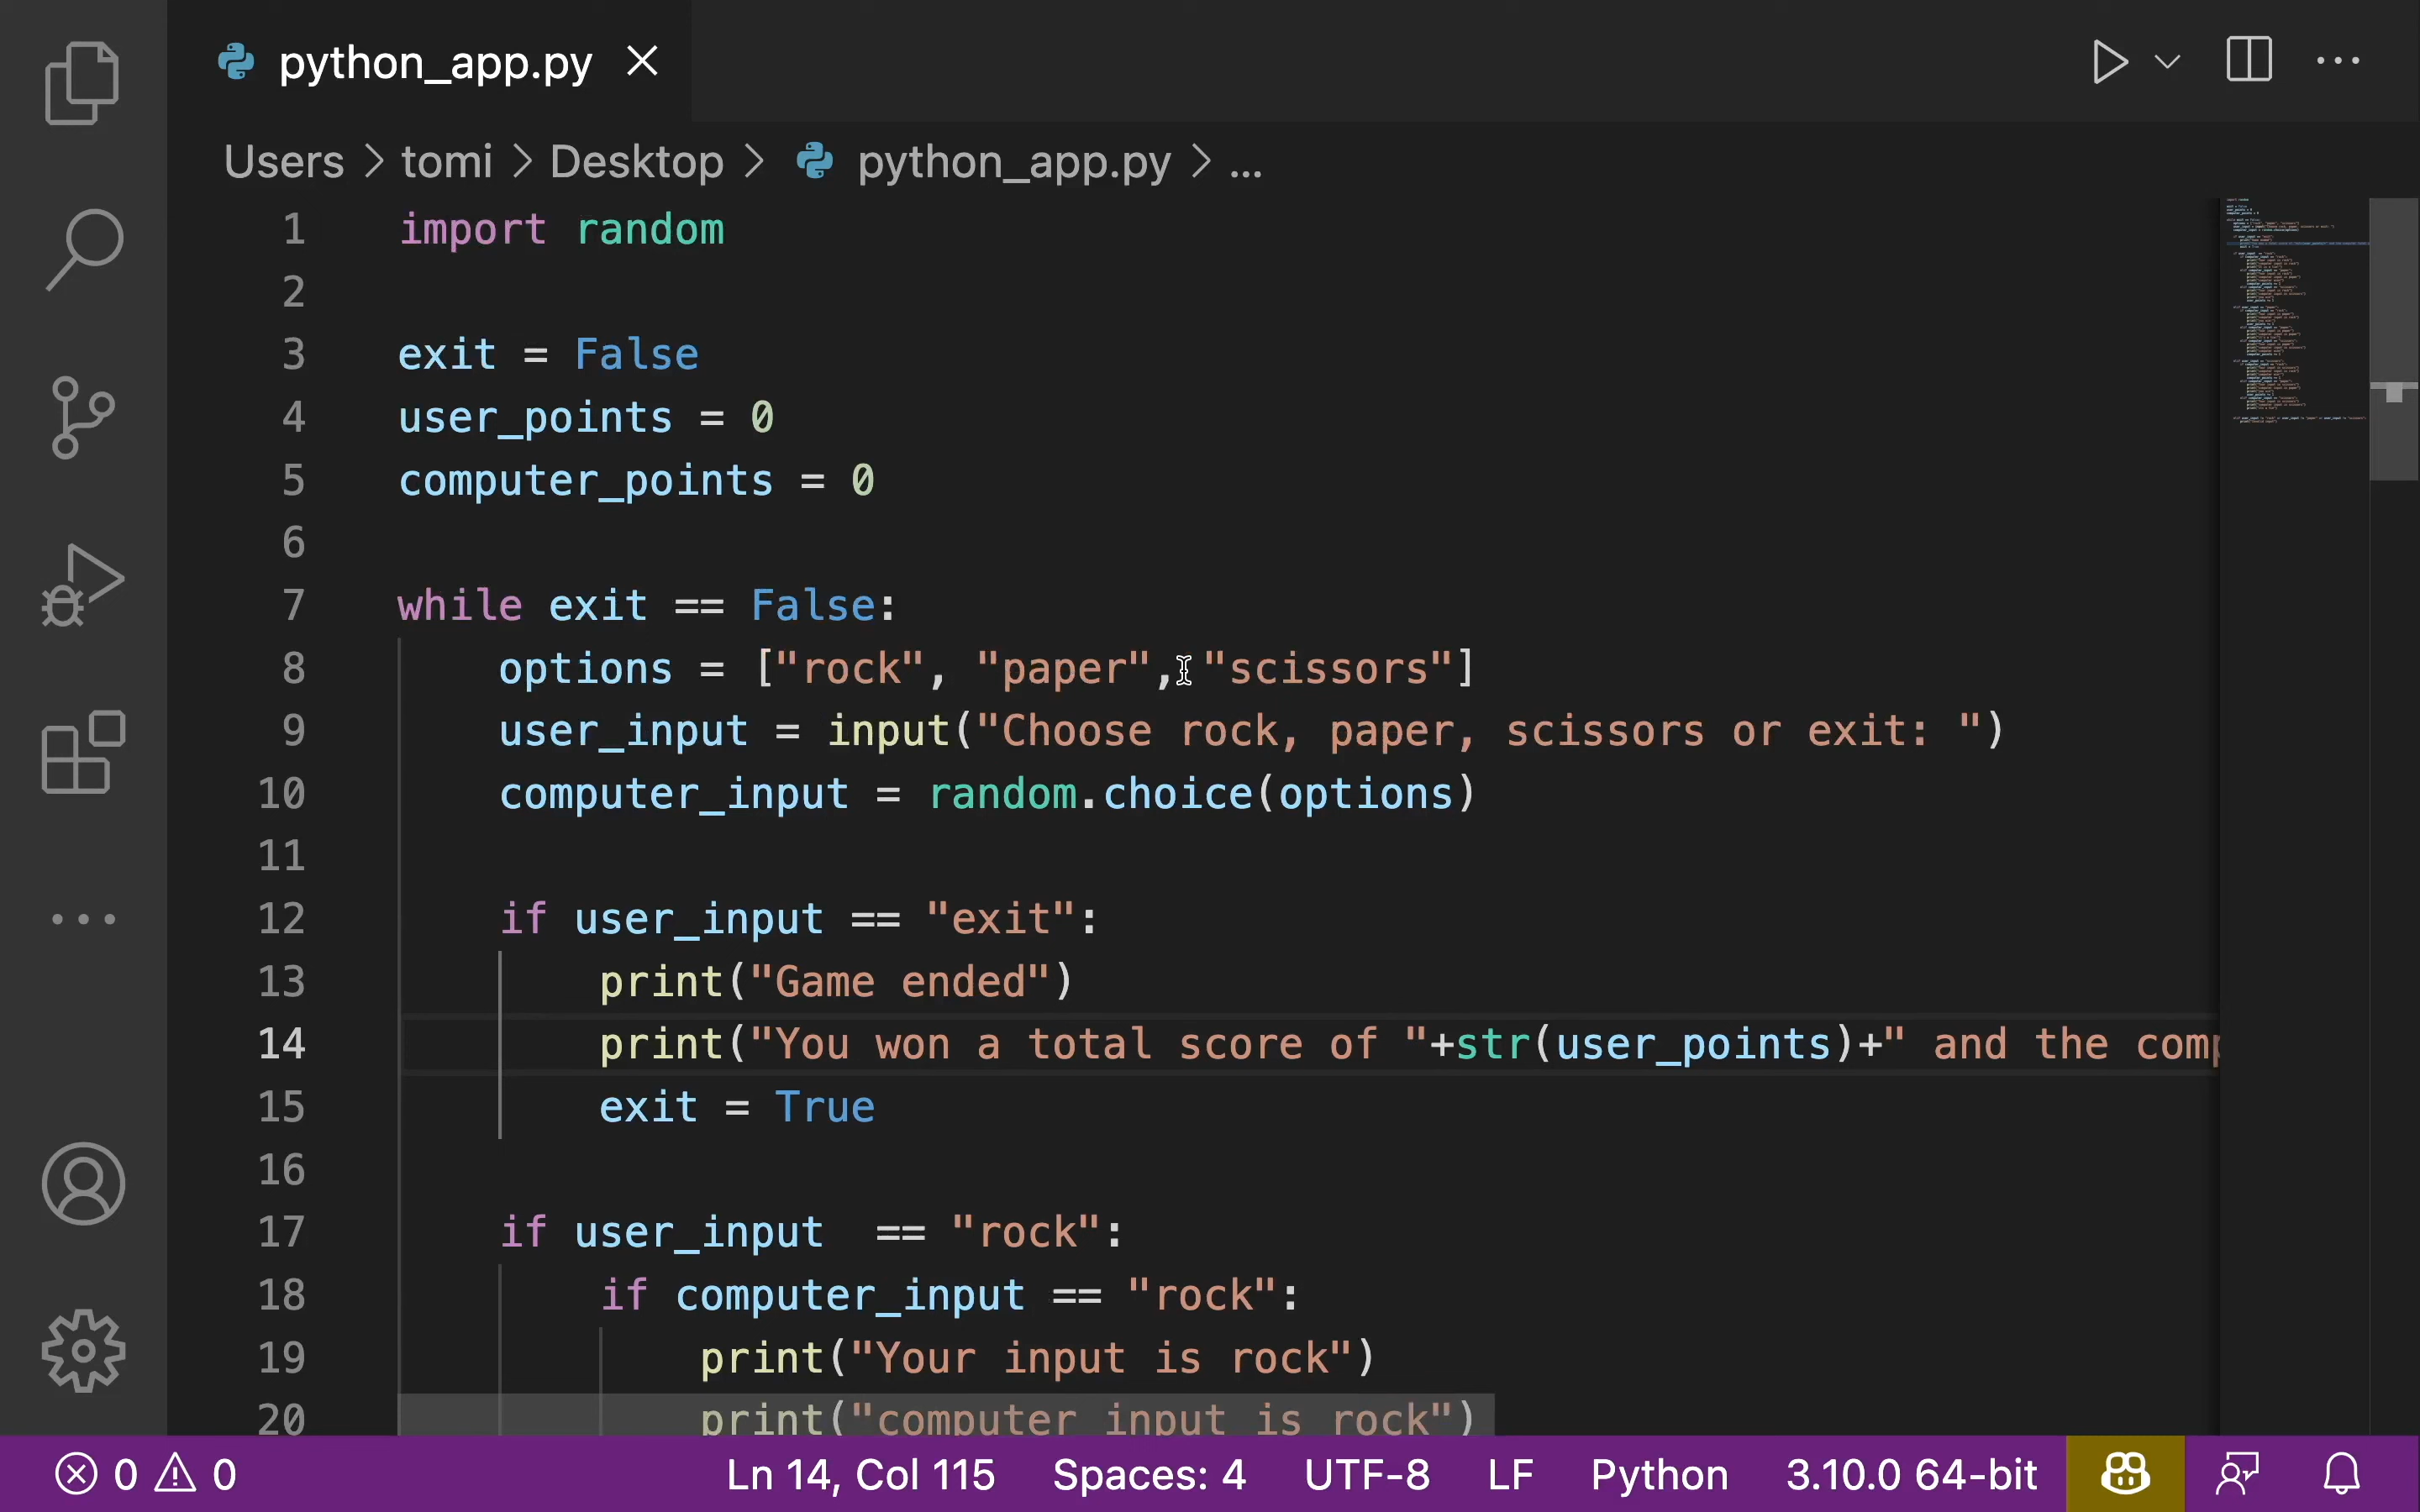 python_app.py
Users > tomi > Desktop > python_app.py > ...
1 import random
2
3 exit = False
4 user_points = 0
5 computer_points = 0
6
7 while exit == False:
8 options = ["rock", "paper", "scissors"]
9 user_input = input("Choose rock, paper, scissors or exit: ")
10 computer_input = random.choice(options)
11
12 if user_input == "exit":
13 print("Game ended")
14 print("You won a total score of "+str(user_points)+" and the comp
15 exit = True
16
17 if user_input  == "rock":
18 if computer_input == "rock":
19 print("Your input is rock")
20 print("computer input is rock")
0 0 Ln 14, Col 115 Spaces: 4 UTF-8 LF Python 3.10.0 64-bit